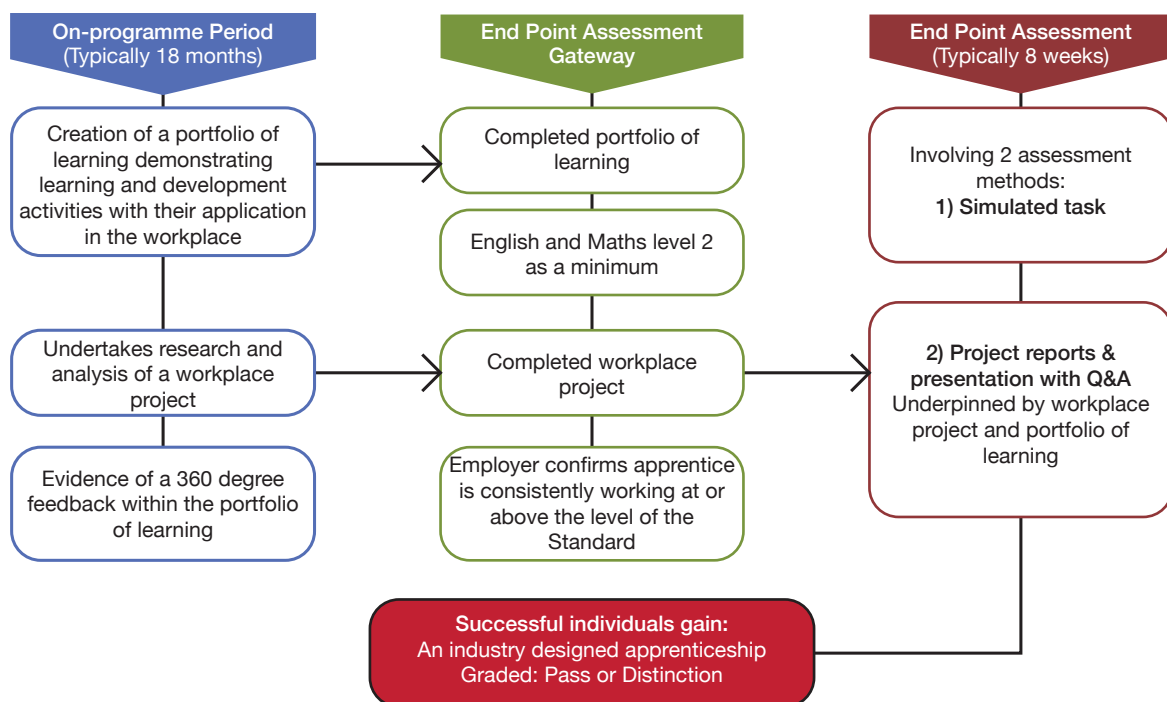 On-programme Period
(Typically 18 months)
Creation of a portfolio of
learning demonstrating
learning and development
activities with their application
in the workplace
Undertakes research and
analysis of a workplace
project
Evidence of a 360 degree
feedback within the portfolio
of learning
End Point Assessment
Gateway
Completed portfolio of
learning
English and Maths level 2
as a minimum
Completed workplace
project
Employer confirms apprentice
is consistently working at or
above the level of the
Standard
End Point Assessment
(Typically 8 weeks)
Involving 2 assessment
methods:
1) Simulated task
2) Project reports &
presentation with Q&A
Underpinned by workplace
project and portfolio of
learning
Successful individuals gain:
An industry designed apprenticeship
Graded: Pass or Distinction